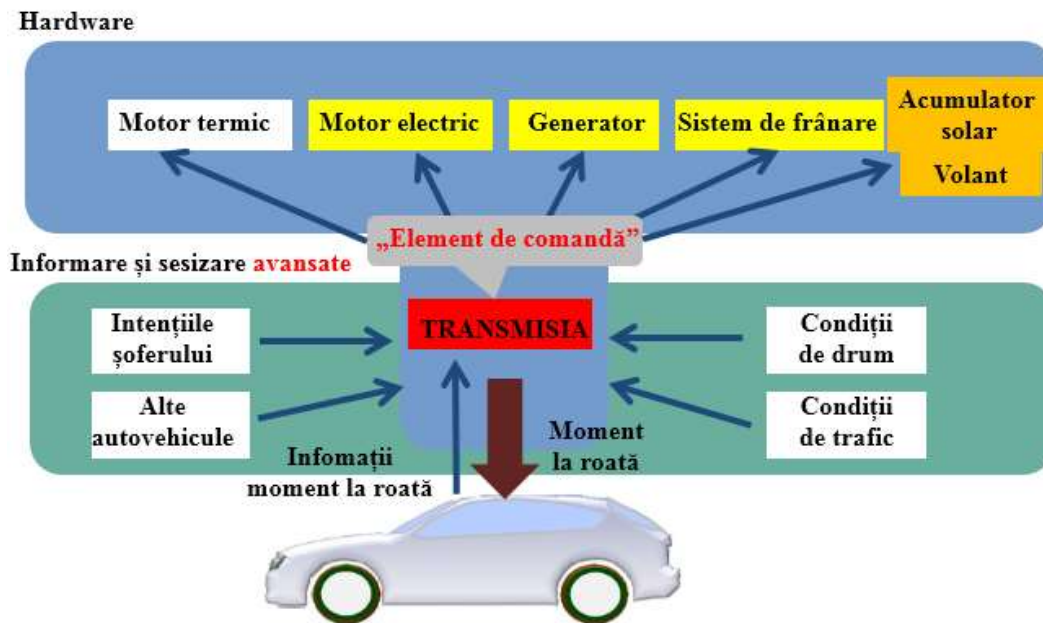 Hardware
Motor termic
Motor electric
Generator
Sistem de frânare
Acumulator
solar
Volant
„Element de comandă”
Informare și sesizare avansate
Intențiile
șoferului
TRANSMISIA
Condiții
de drum
Alte
autovehicule
Condiții
de trafic
Infomații
moment la roată
Moment
la roată